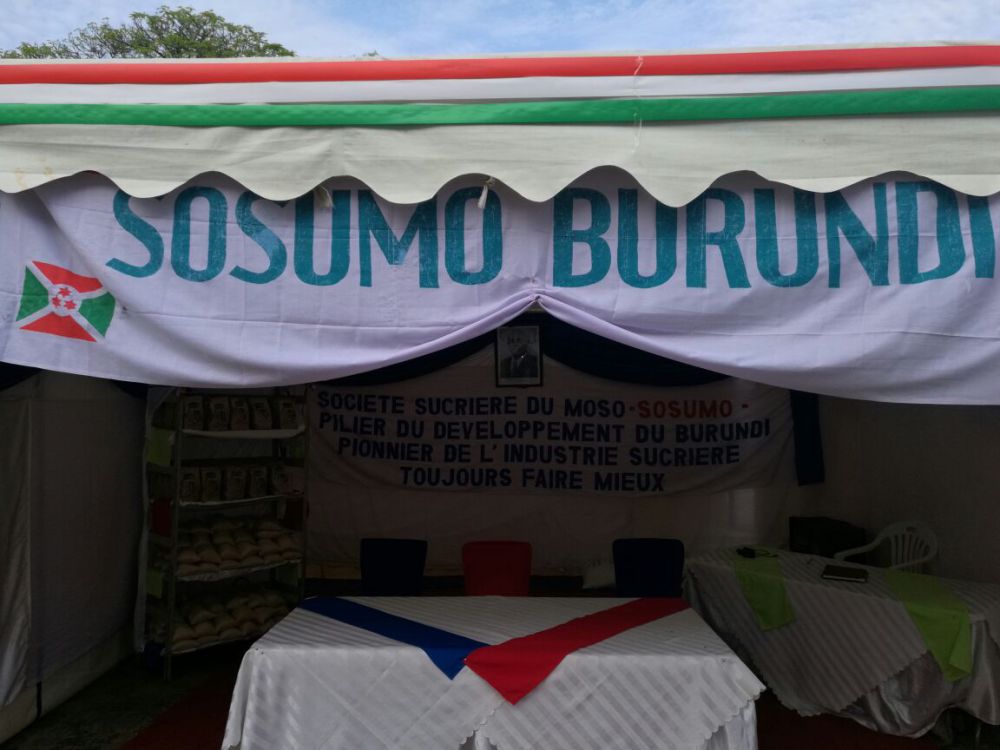 SOSUMO BURUNDI
SOCIETE SUCRIERE DU MOSO-SOSUMO-
PILIER DU DEVELOPPEMENT DU BURUNDI
PIONNIER DE L'INDUSTRIE SUCRIERE
TOUJOURS FAIRE MIEUX